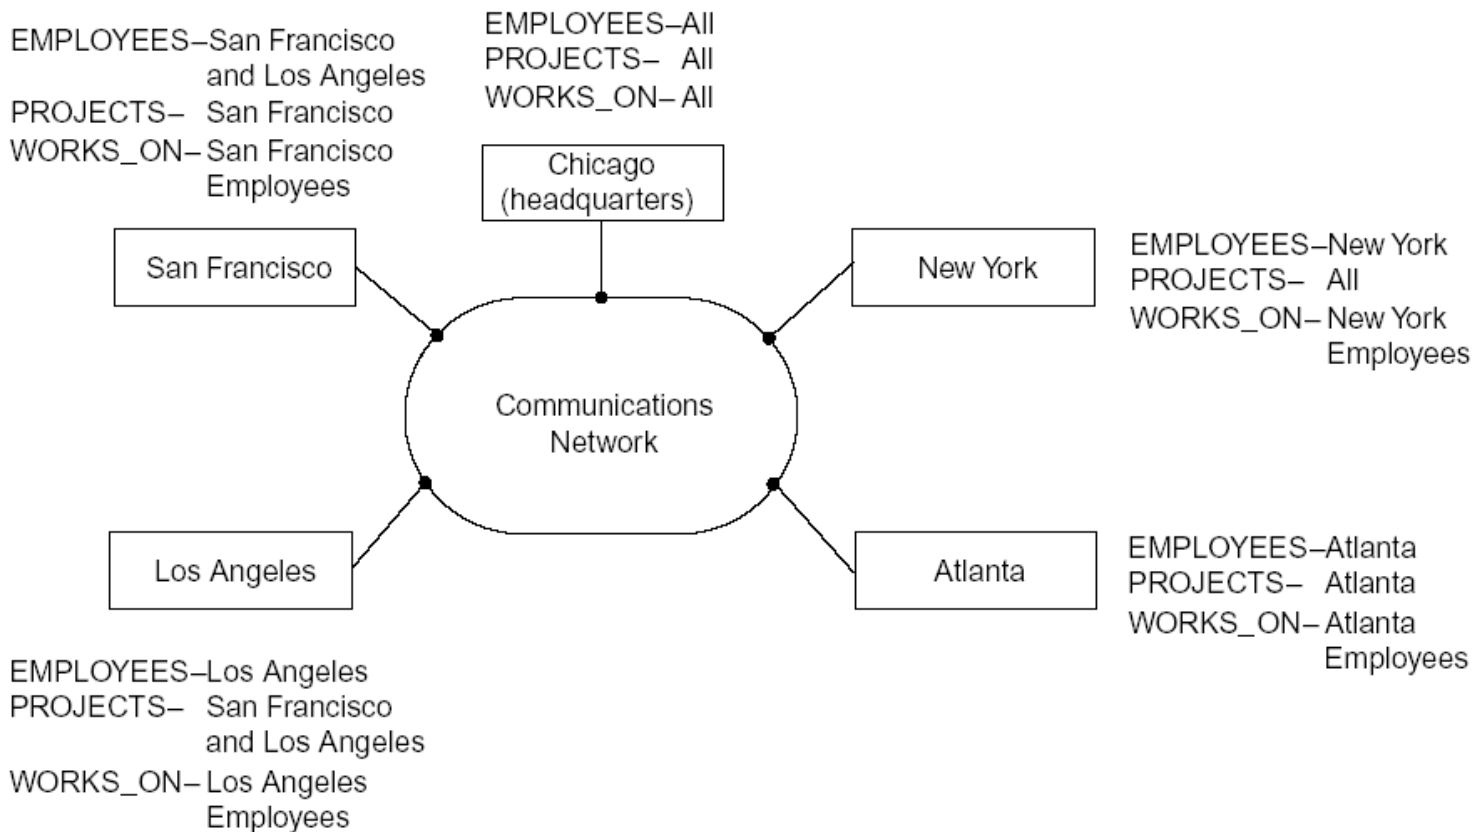 EMPLOYEES–San Francisco
and Los Angeles
PROJECTS– San Francisco
WORKS_ON– San Francisco
Employees
EMPLOYEES–All
PROJECTS– All
WORKS_ON– All
Chicago
(headquarters)
San Francisco
New York
EMPLOYEES–New York
PROJECTS– All
WORKS_ON– New York
Employees
Communications
Network
Los Angeles
Atlanta
EMPLOYEES–Atlanta
PROJECTS– Atlanta
WORKS_ON– Atlanta
Employees
EMPLOYEES–Los Angeles
PROJECTS– San Francisco
and Los Angeles
WORKS_ON– Los Angeles
Employees